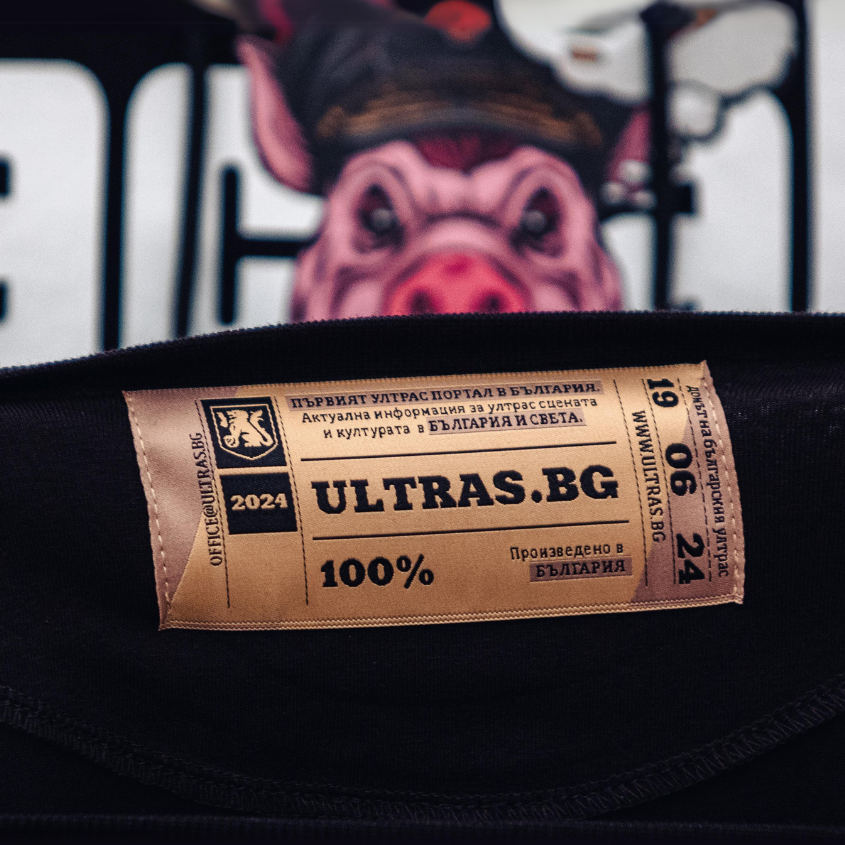 OFFICE@ULTRAS.BG
2024
ПЪРВИЯТ УЛТРАС ПОРТАЛ В БЪЛГАРИЯ.
Актуална информация за ултрас сцената
и културата в БЪЛГАРИЯ И СВЕТА.
ULTRAS.BG
100%
Произведено в
БЪЛГАРИЯ
WWW.ULTRAS.BG
19 06 24
Домът на българския ултрас